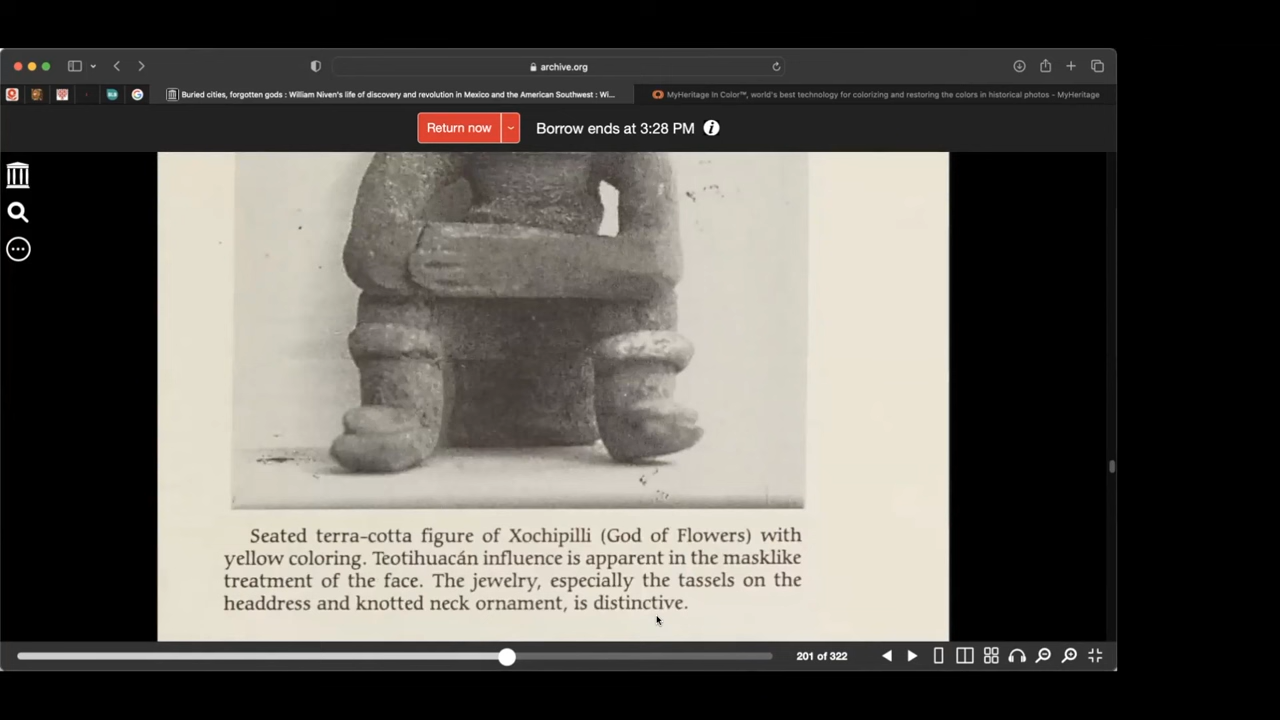 archive.org
Buried cities, forgotten gods : William Niven's life of discovery and revolution in Mexico and the American Southwest : Wi...
MyHeritage In Color™, world's best technology for colorizing and restoring the colors in historical photos - MyHeritage
Return now
Borrow ends at 3:28 PM
Seated terra-cotta figure of Xochipilli (God of Flowers) with
yellow coloring. Teotihuacán influence is apparent in the masklike
treatment of the face. The jewelry, especially the tassels on the
headdress and knotted neck ornament, is distinctive.
201 of 322